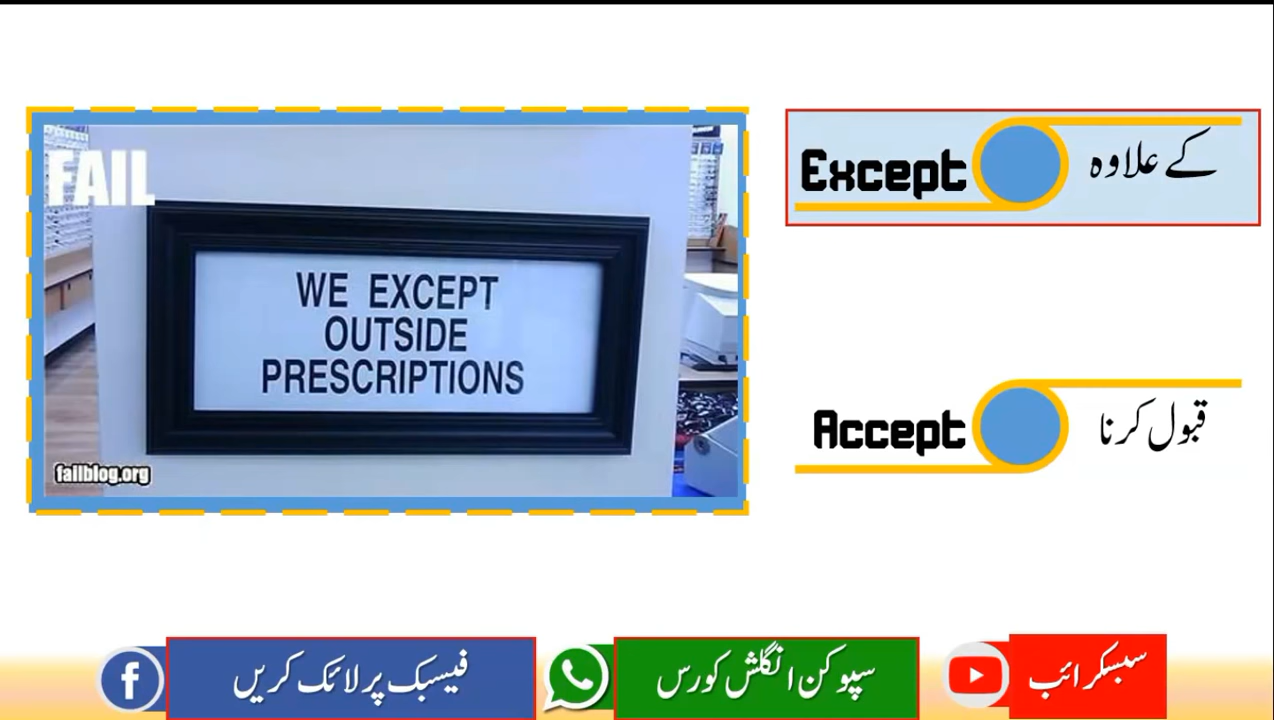 FAIL
WE EXCEPT
OUTSIDE
PRESCRIPTIONS
failblog.org
Except کے علاوہ
Accept قبول کرنا
فیسبک پر لائک کریں
سپوکن انگلش کورس
سبسکرائب